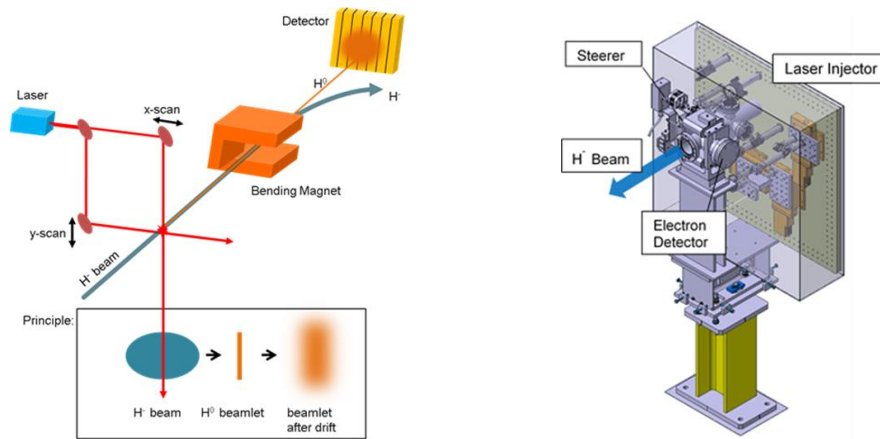 Detector
Laser
x-scan
H⁰
H⁻
Bending Magnet
y-scan
H⁻ beam
Principle:
H⁻ beam
H⁰ beamlet
beamlet
after drift
Steerer
Laser Injector
H⁻ Beam
Electron
Detector